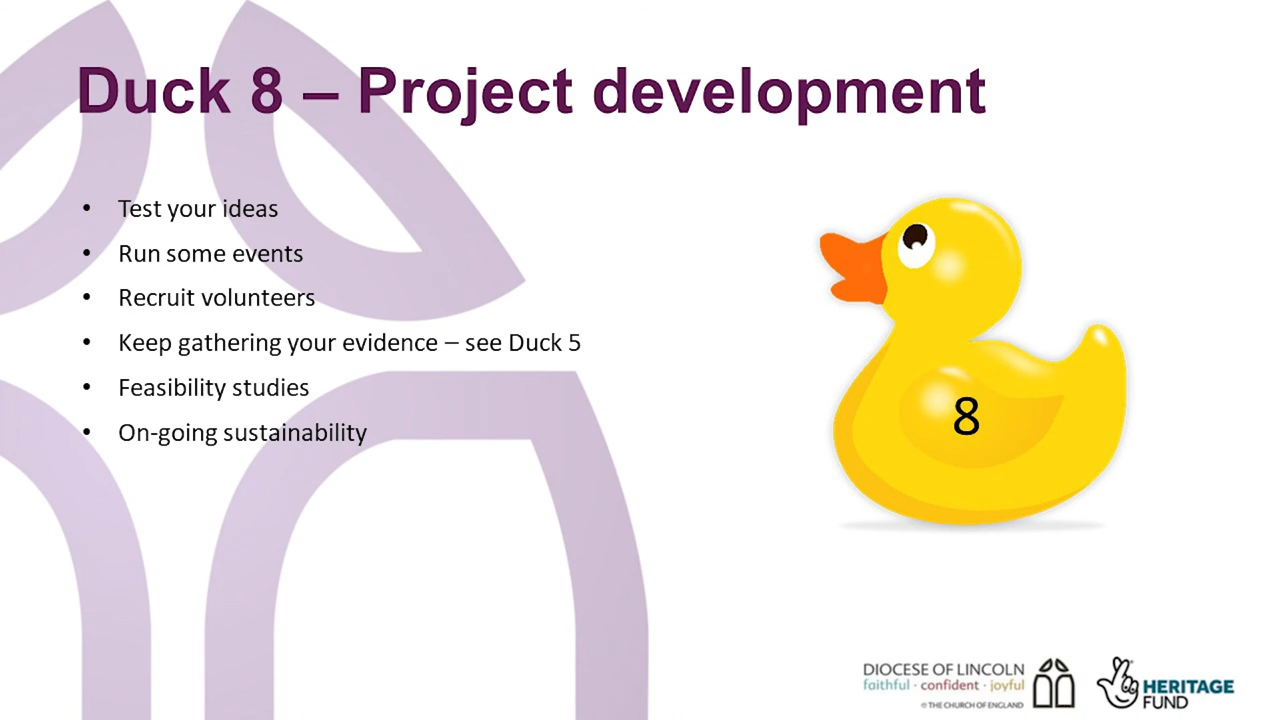 Duck 8 – Project development
• Test your ideas
• Run some events
• Recruit volunteers
• Keep gathering your evidence – see Duck 5
• Feasibility studies
• On-going sustainability
8
DIOCESE OF LINCOLN
faithful · confident · joyful
© THE CHURCH OF ENGLAND
HERITAGE
FUND